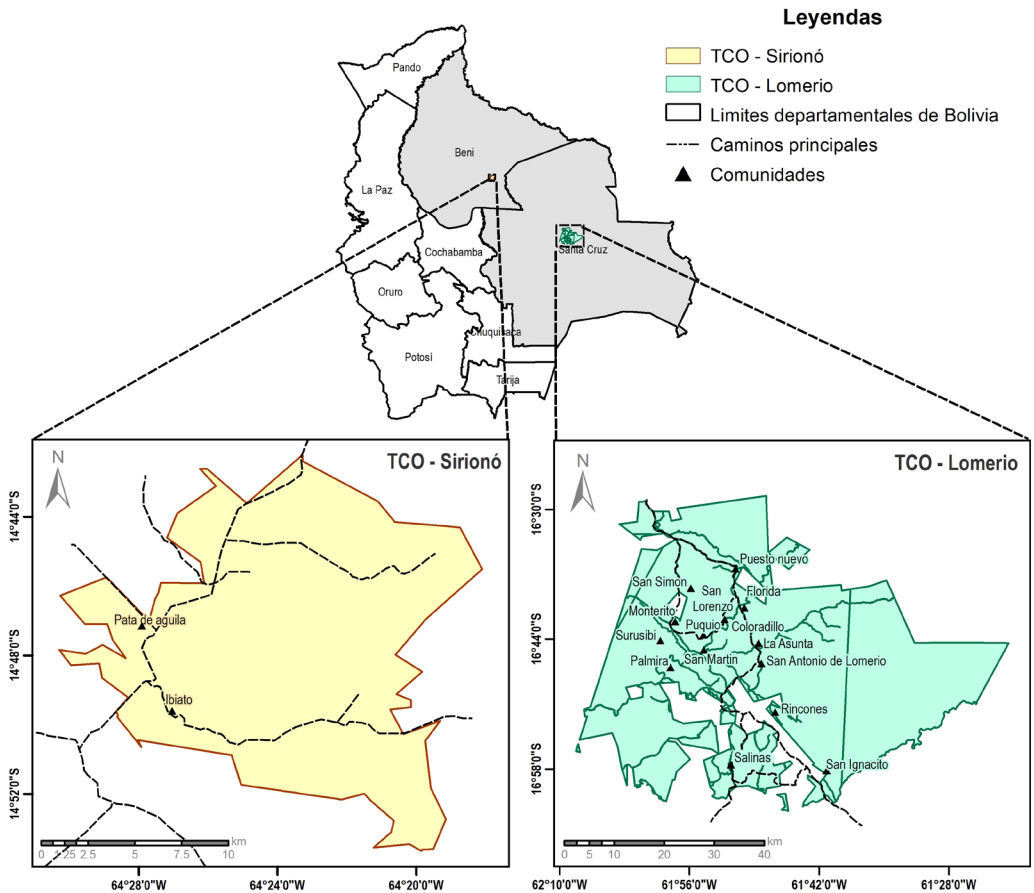 Leyendas
TCO - Sirionó
TCO - Lomerio
Limites departamentales de Bolivia
Caminos principales
Comunidades
Pando
Beni
La Paz
Santa Cruz
Cochabamba
Oruro
Chuquisaca
Potosí
Tarija
N
TCO - Sirionó
14°44'0"S
Pata de aguila
14°48'0"S
Ibiato
14°52'0"S
km
0 1.25 2.5 5 7.5 10
64°28'0"W 64°24'0"W 64°20'0"W
N
TCO - Lomerio
16°30'0"S
Puesto nuevo
San Simon
San
Lorenzo
Florida
Monterito
Puquio
Coloradillo
16°44'0"S
Surusibi
La Asunta
San Martin
San Antonio de Lomerio
Palmira
Rincones
Salinas
San Ignacito
16°58'0"S
km
0 5 10 20 30 40
62°10'0"W 61°56'0"W 61°42'0"W 61°28'0"W